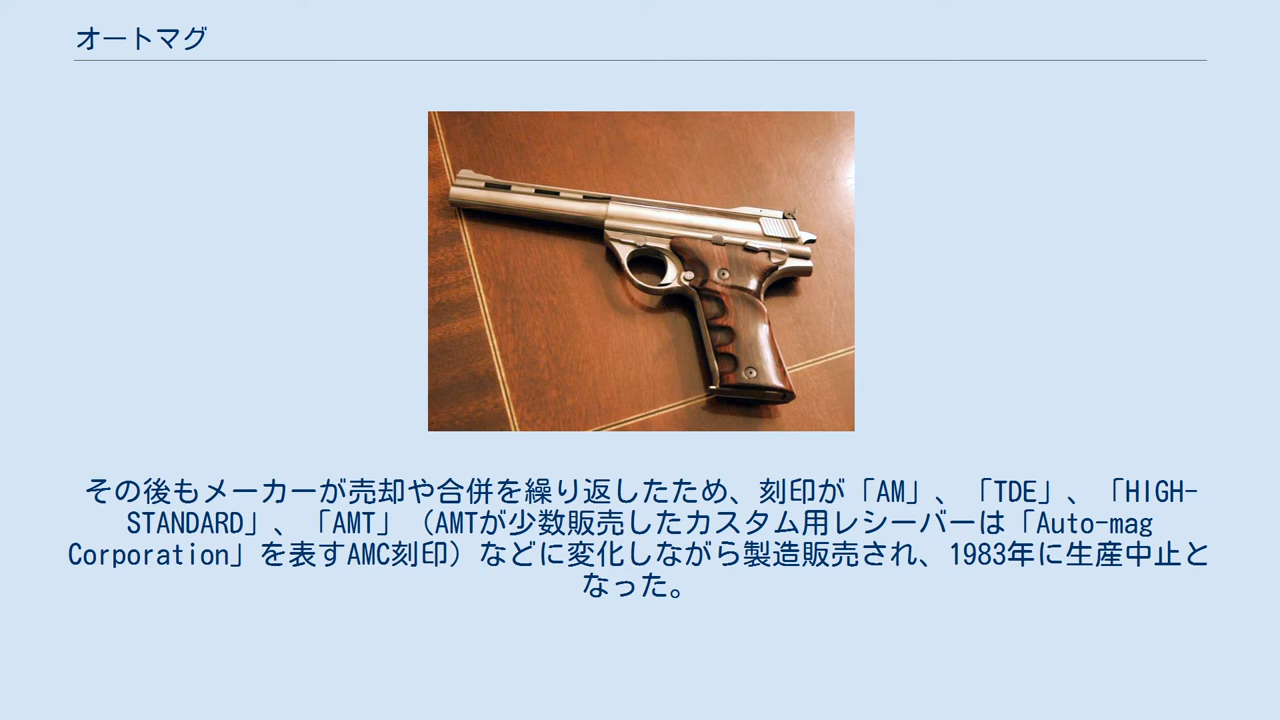 オートマグ
その後もメーカーが売却や合併を繰り返したため、刻印が「AM」、「TDE」、「HIGH-
STANDARD」、「AMT」（AMTが少数販売したカスタム用レシーバーは「Auto-mag
Corporation」を表すAMC刻印）などに変化しながら製造販売され、1983年に生産中止と
なった。